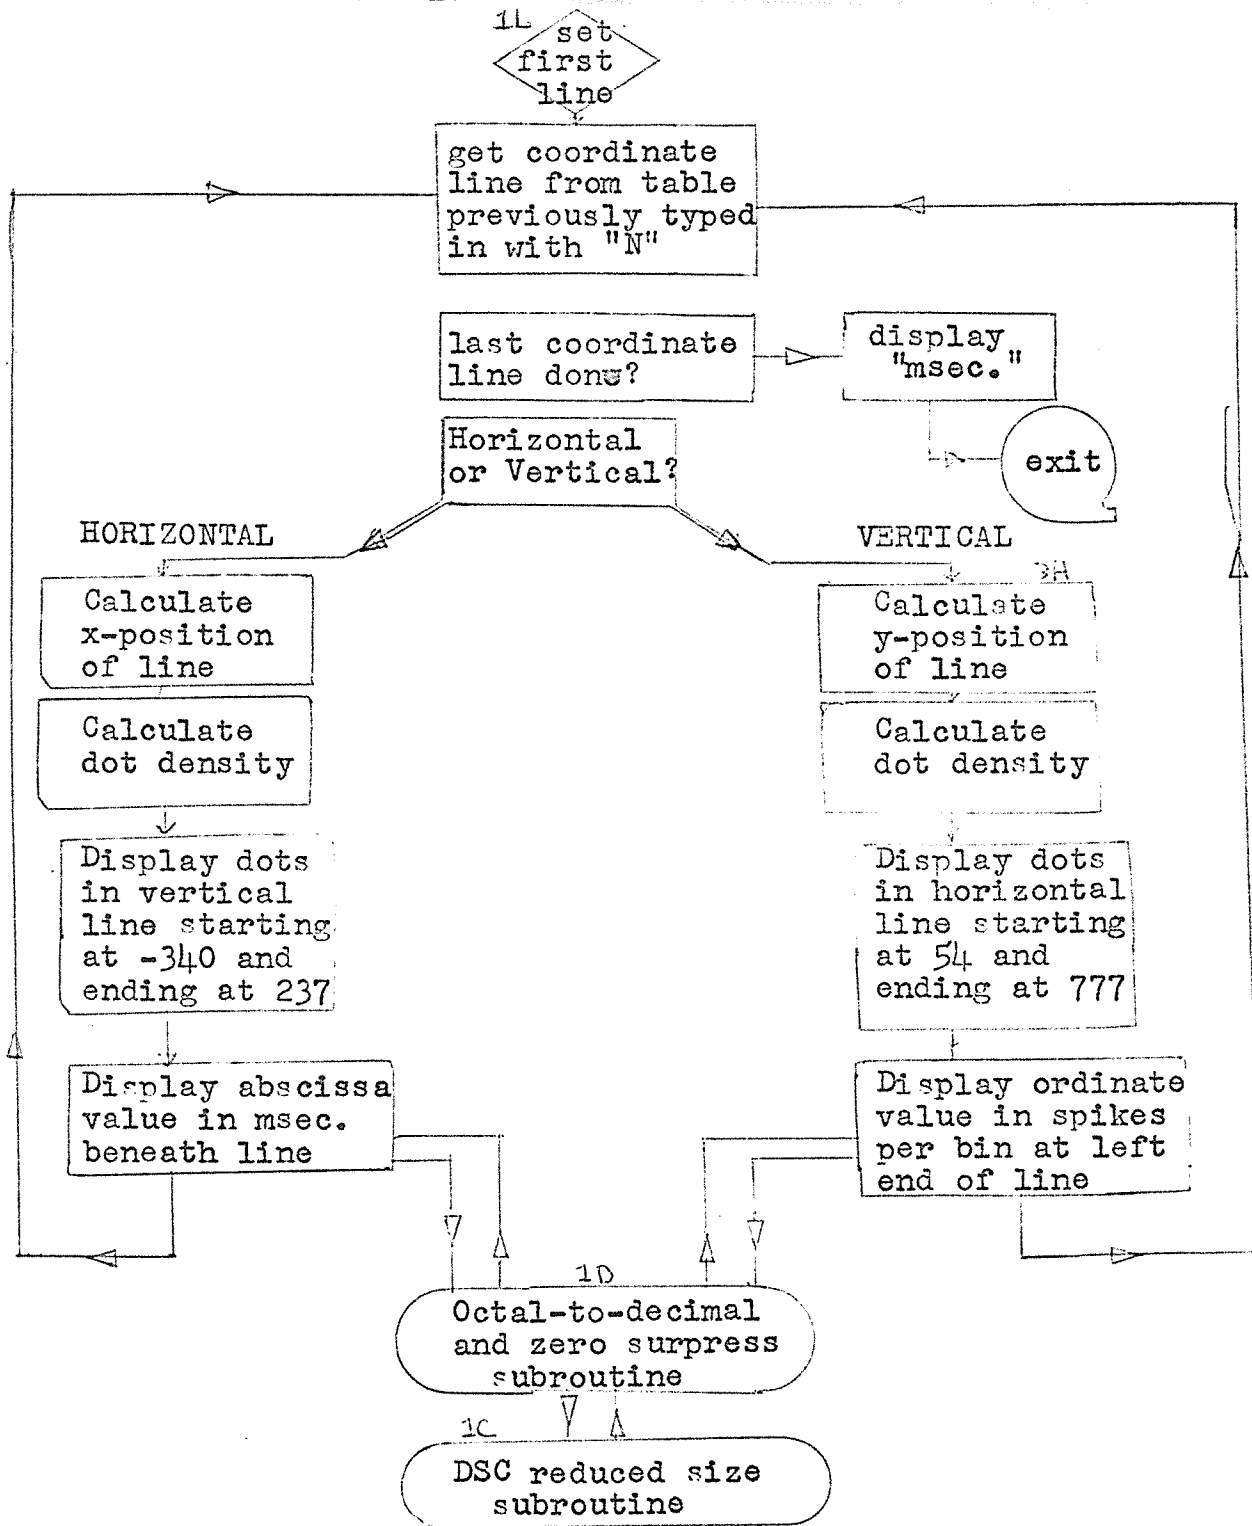 1L
set
first
line
get coordinate
line from table
previously typed
in with "N"
last coordinate
line done?
display
"msec."
exit
Horizontal
or Vertical?
HORIZONTAL
Calculate
x-position
of line
Calculate
dot density
Display dots
in vertical
line starting
at -340 and
ending at 237
Display abscissa
value in msec.
beneath line
VERTICAL
Calculate
y-position
of line
Calculate
dot density
Display dots
in horizontal
line starting
at 54 and
ending at 777
Display ordinate
value in spikes
per bin at left
end of line
1D
Octal-to-decimal
and zero surpress
subroutine
1C
DSC reduced size
subroutine